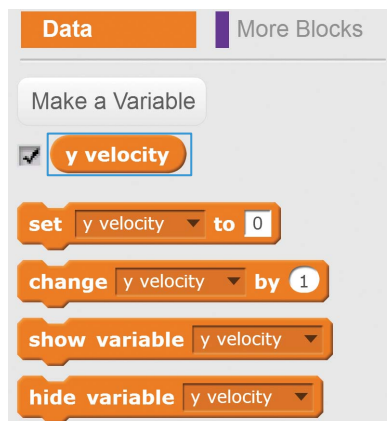 Data More Blocks
Make a Variable
y velocity
set y velocity to 0
change y velocity by 1
show variable y velocity
hide variable y velocity